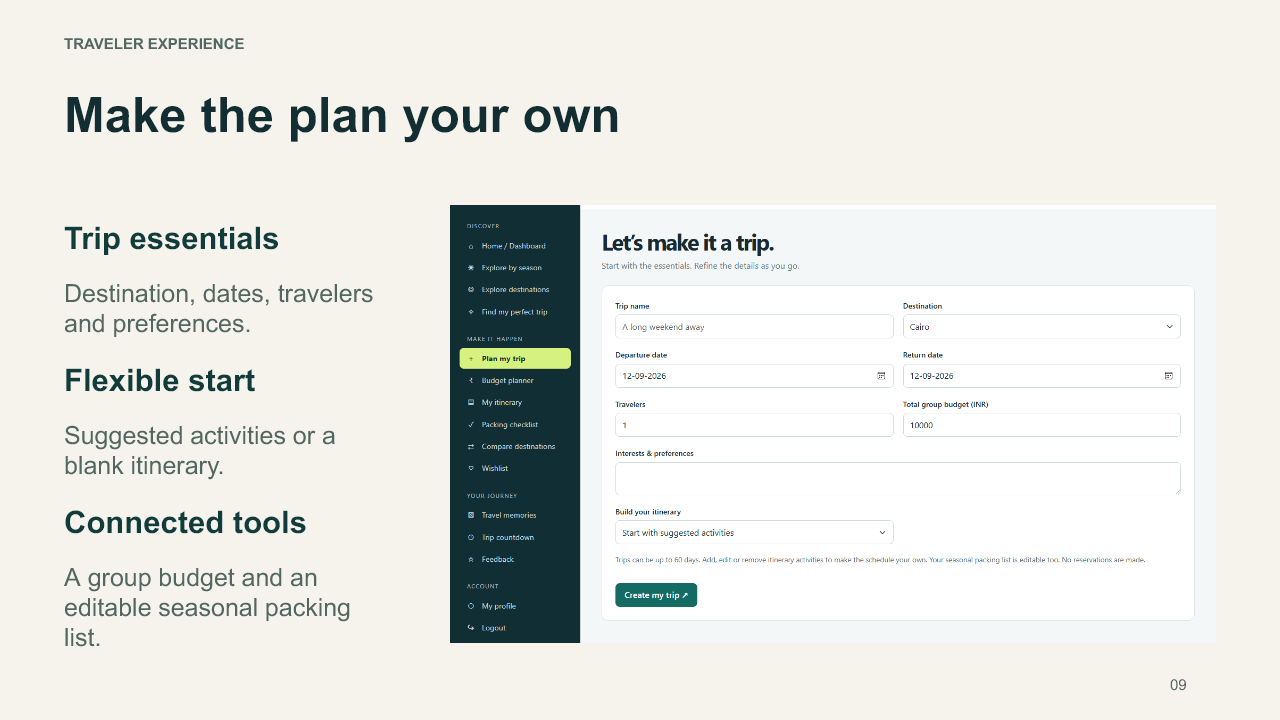 TRAVELER EXPERIENCE
Make the plan your own
Trip essentials
Destination, dates, travelers
and preferences.
Flexible start
Suggested activities or a
blank itinerary.
Connected tools
A group budget and an
editable seasonal packing
list.
DISCOVER
Home / Dashboard
Explore by season
Explore destinations
Find my perfect trip
MAKE IT HAPPEN
Plan my trip
Budget planner
My itinerary
Packing checklist
Compare destinations
Wishlist
YOUR JOURNEY
Travel memories
Trip countdown
Feedback
ACCOUNT
My profile
Logout
Let's make it a trip.
Start with the essentials. Refine the details as you go.
Trip name
A long weekend away
Destination
Cairo
Departure date
12-09-2026
Return date
12-09-2026
Travelers
1
Total group budget (INR)
10000
Interests & preferences
Build your itinerary
Start with suggested activities
Trips can be up to 60 days. Add, edit or remove itinerary activities to make the schedule your own. Your seasonal packing list is editable too. No reservations are made.
Create my trip ↗
09